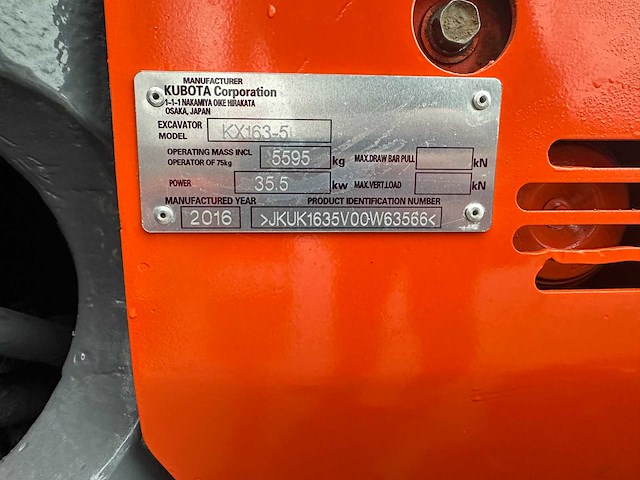 MANUFACTURER
KUBOTA Corporation
1-1-1 NAKAMIYA OIKE HIRAKATA
OSAKA, JAPAN
EXCAVATOR MODEL KX163-5
OPERATING MASS INCL OPERATOR OF 75kg 5595 kg MAX.DRAW BAR PULL kN
POWER 35.5 kw MAX.VERT.LOAD kN
MANUFACTURED YEAR PRODUCT IDENTIFICATION NUMBER
2016 >JKUK1635V00W63566<